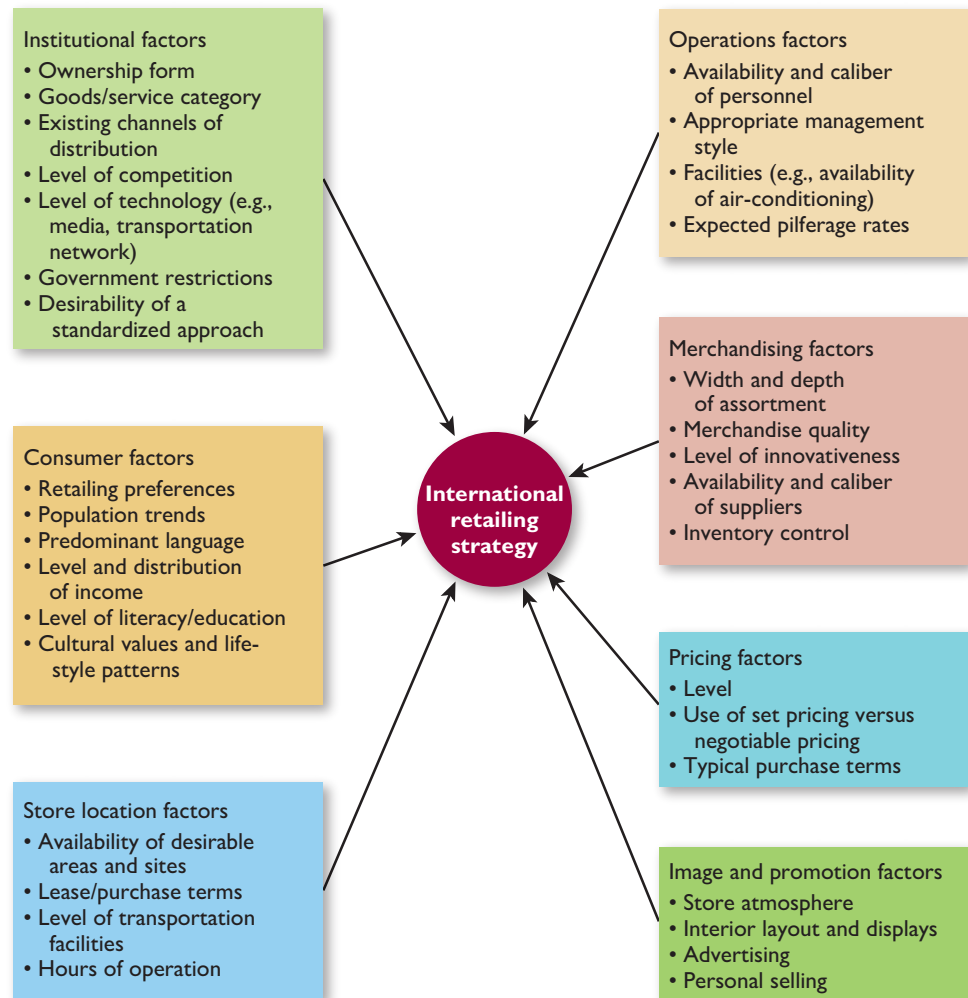 Institutional factors
• Ownership form
• Goods/service category
• Existing channels of
distribution
• Level of competition
• Level of technology (e.g.,
media, transportation
network)
• Government restrictions
• Desirability of a
standardized approach
Consumer factors
• Retailing preferences
• Population trends
• Predominant language
• Level and distribution
of income
• Level of literacy/education
• Cultural values and life-
style patterns
Store location factors
• Availability of desirable
areas and sites
• Lease/purchase terms
• Level of transportation
facilities
• Hours of operation
International
retailing
strategy
Operations factors
• Availability and caliber
of personnel
• Appropriate management
style
• Facilities (e.g., availability
of air-conditioning)
• Expected pilferage rates
Merchandising factors
• Width and depth
of assortment
• Merchandise quality
• Level of innovativeness
• Availability and caliber
of suppliers
• Inventory control
Pricing factors
• Level
• Use of set pricing versus
negotiable pricing
• Typical purchase terms
Image and promotion factors
• Store atmosphere
• Interior layout and displays
• Advertising
• Personal selling